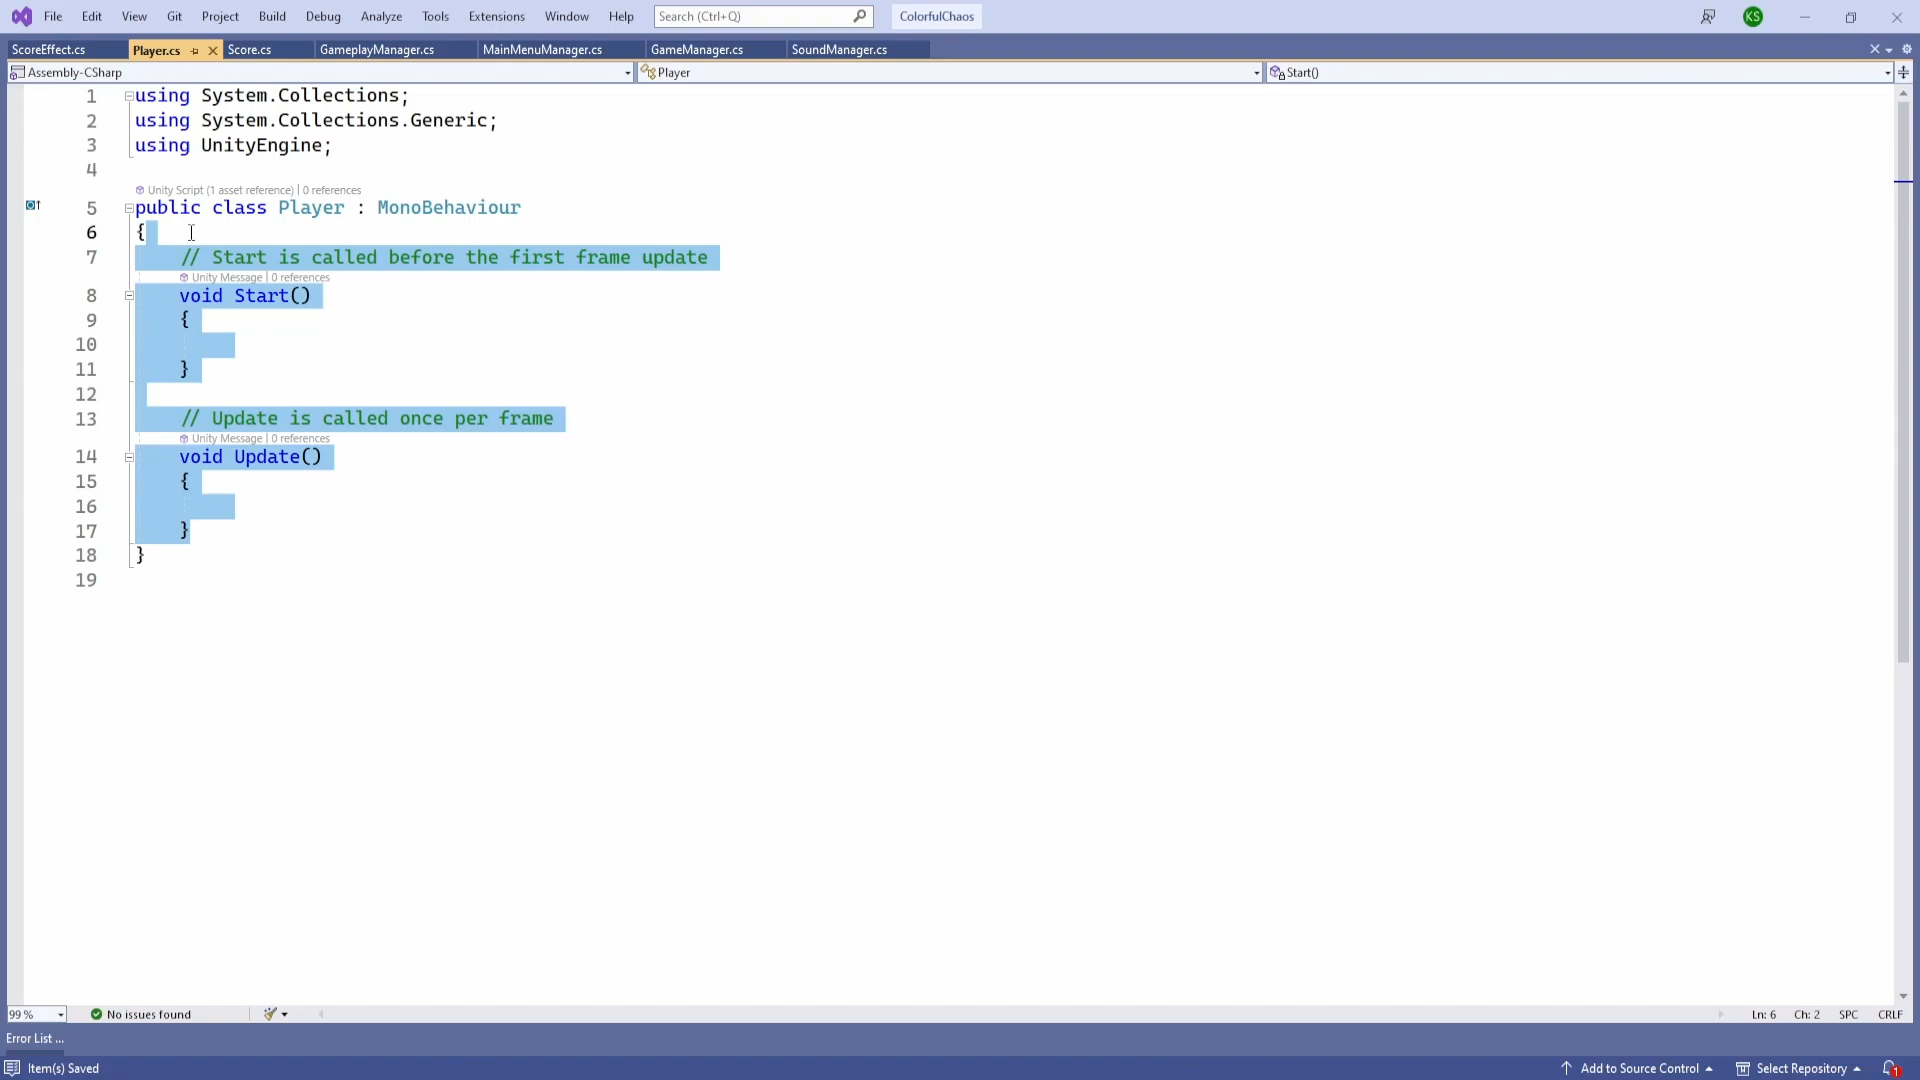 File Edit View Git Project Build Debug Analyze Tools Extensions Window Help Search (Ctrl+Q) ColorfulChaos KS
ScoreEffect.cs Player.cs Score.cs GameplayManager.cs MainMenuManager.cs GameManager.cs SoundManager.cs
Assembly-CSharp Player Start()
1 using System.Collections;
2 using System.Collections.Generic;
3 using UnityEngine;
4
Unity Script (1 asset reference) | 0 references
5 public class Player : MonoBehaviour
6 {
7 // Start is called before the first frame update
Unity Message | 0 references
8 void Start()
9 {
10
11 }
12
13 // Update is called once per frame
Unity Message | 0 references
14 void Update()
15 {
16
17 }
18 }
19
99 % No issues found Ln: 6 Ch: 2 SPC CRLF
Error List ...
Item(s) Saved Add to Source Control Select Repository 1